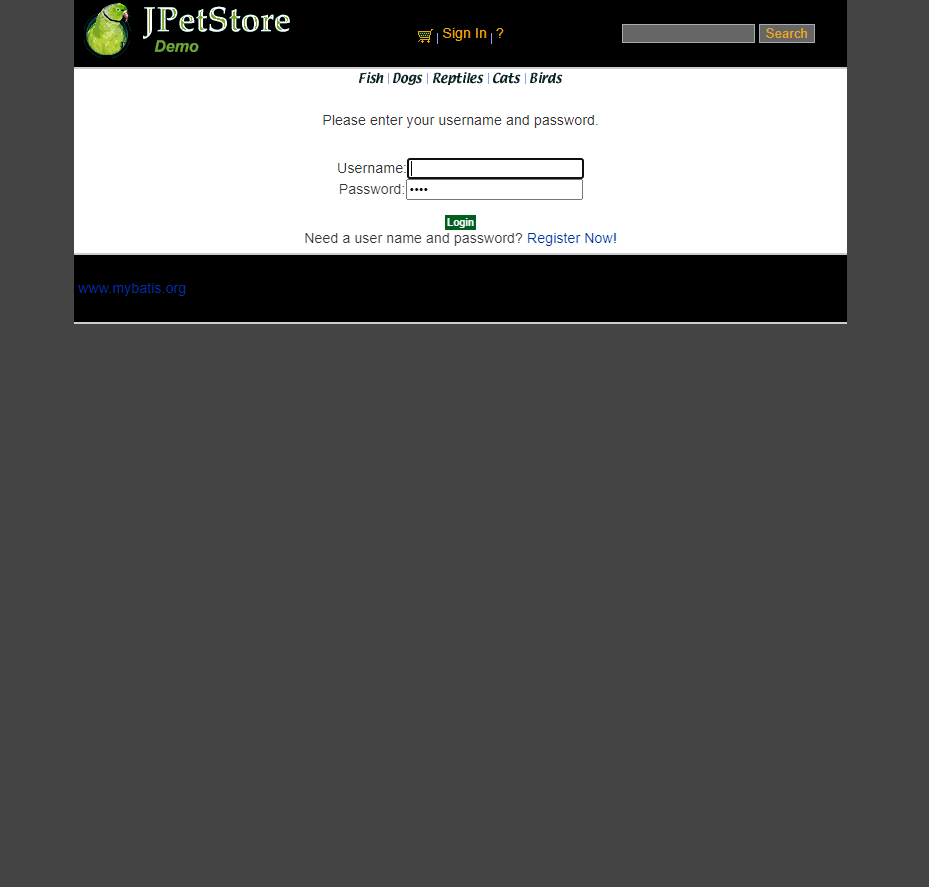 JPetStore
Demo
Sign In | ?
Search
Fish | Dogs | Reptiles | Cats | Birds
Please enter your username and password.
Username:
Password: ••••
Login
Need a user name and password? Register Now!
www.mybatis.org